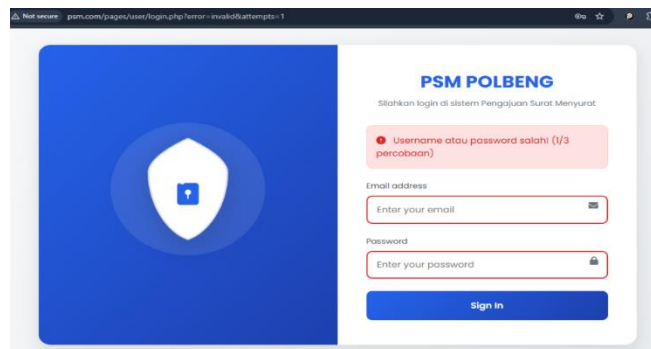 Not secure psm.com/pages/user/login.php?error=invalid&attempts=1
PSM POLBENG
Silahkan login di sistem Pengajuan Surat Menyurat
Username atau password salah! (1/3
percobaan)
Email address
Enter your email
Password
Enter your password
Sign In